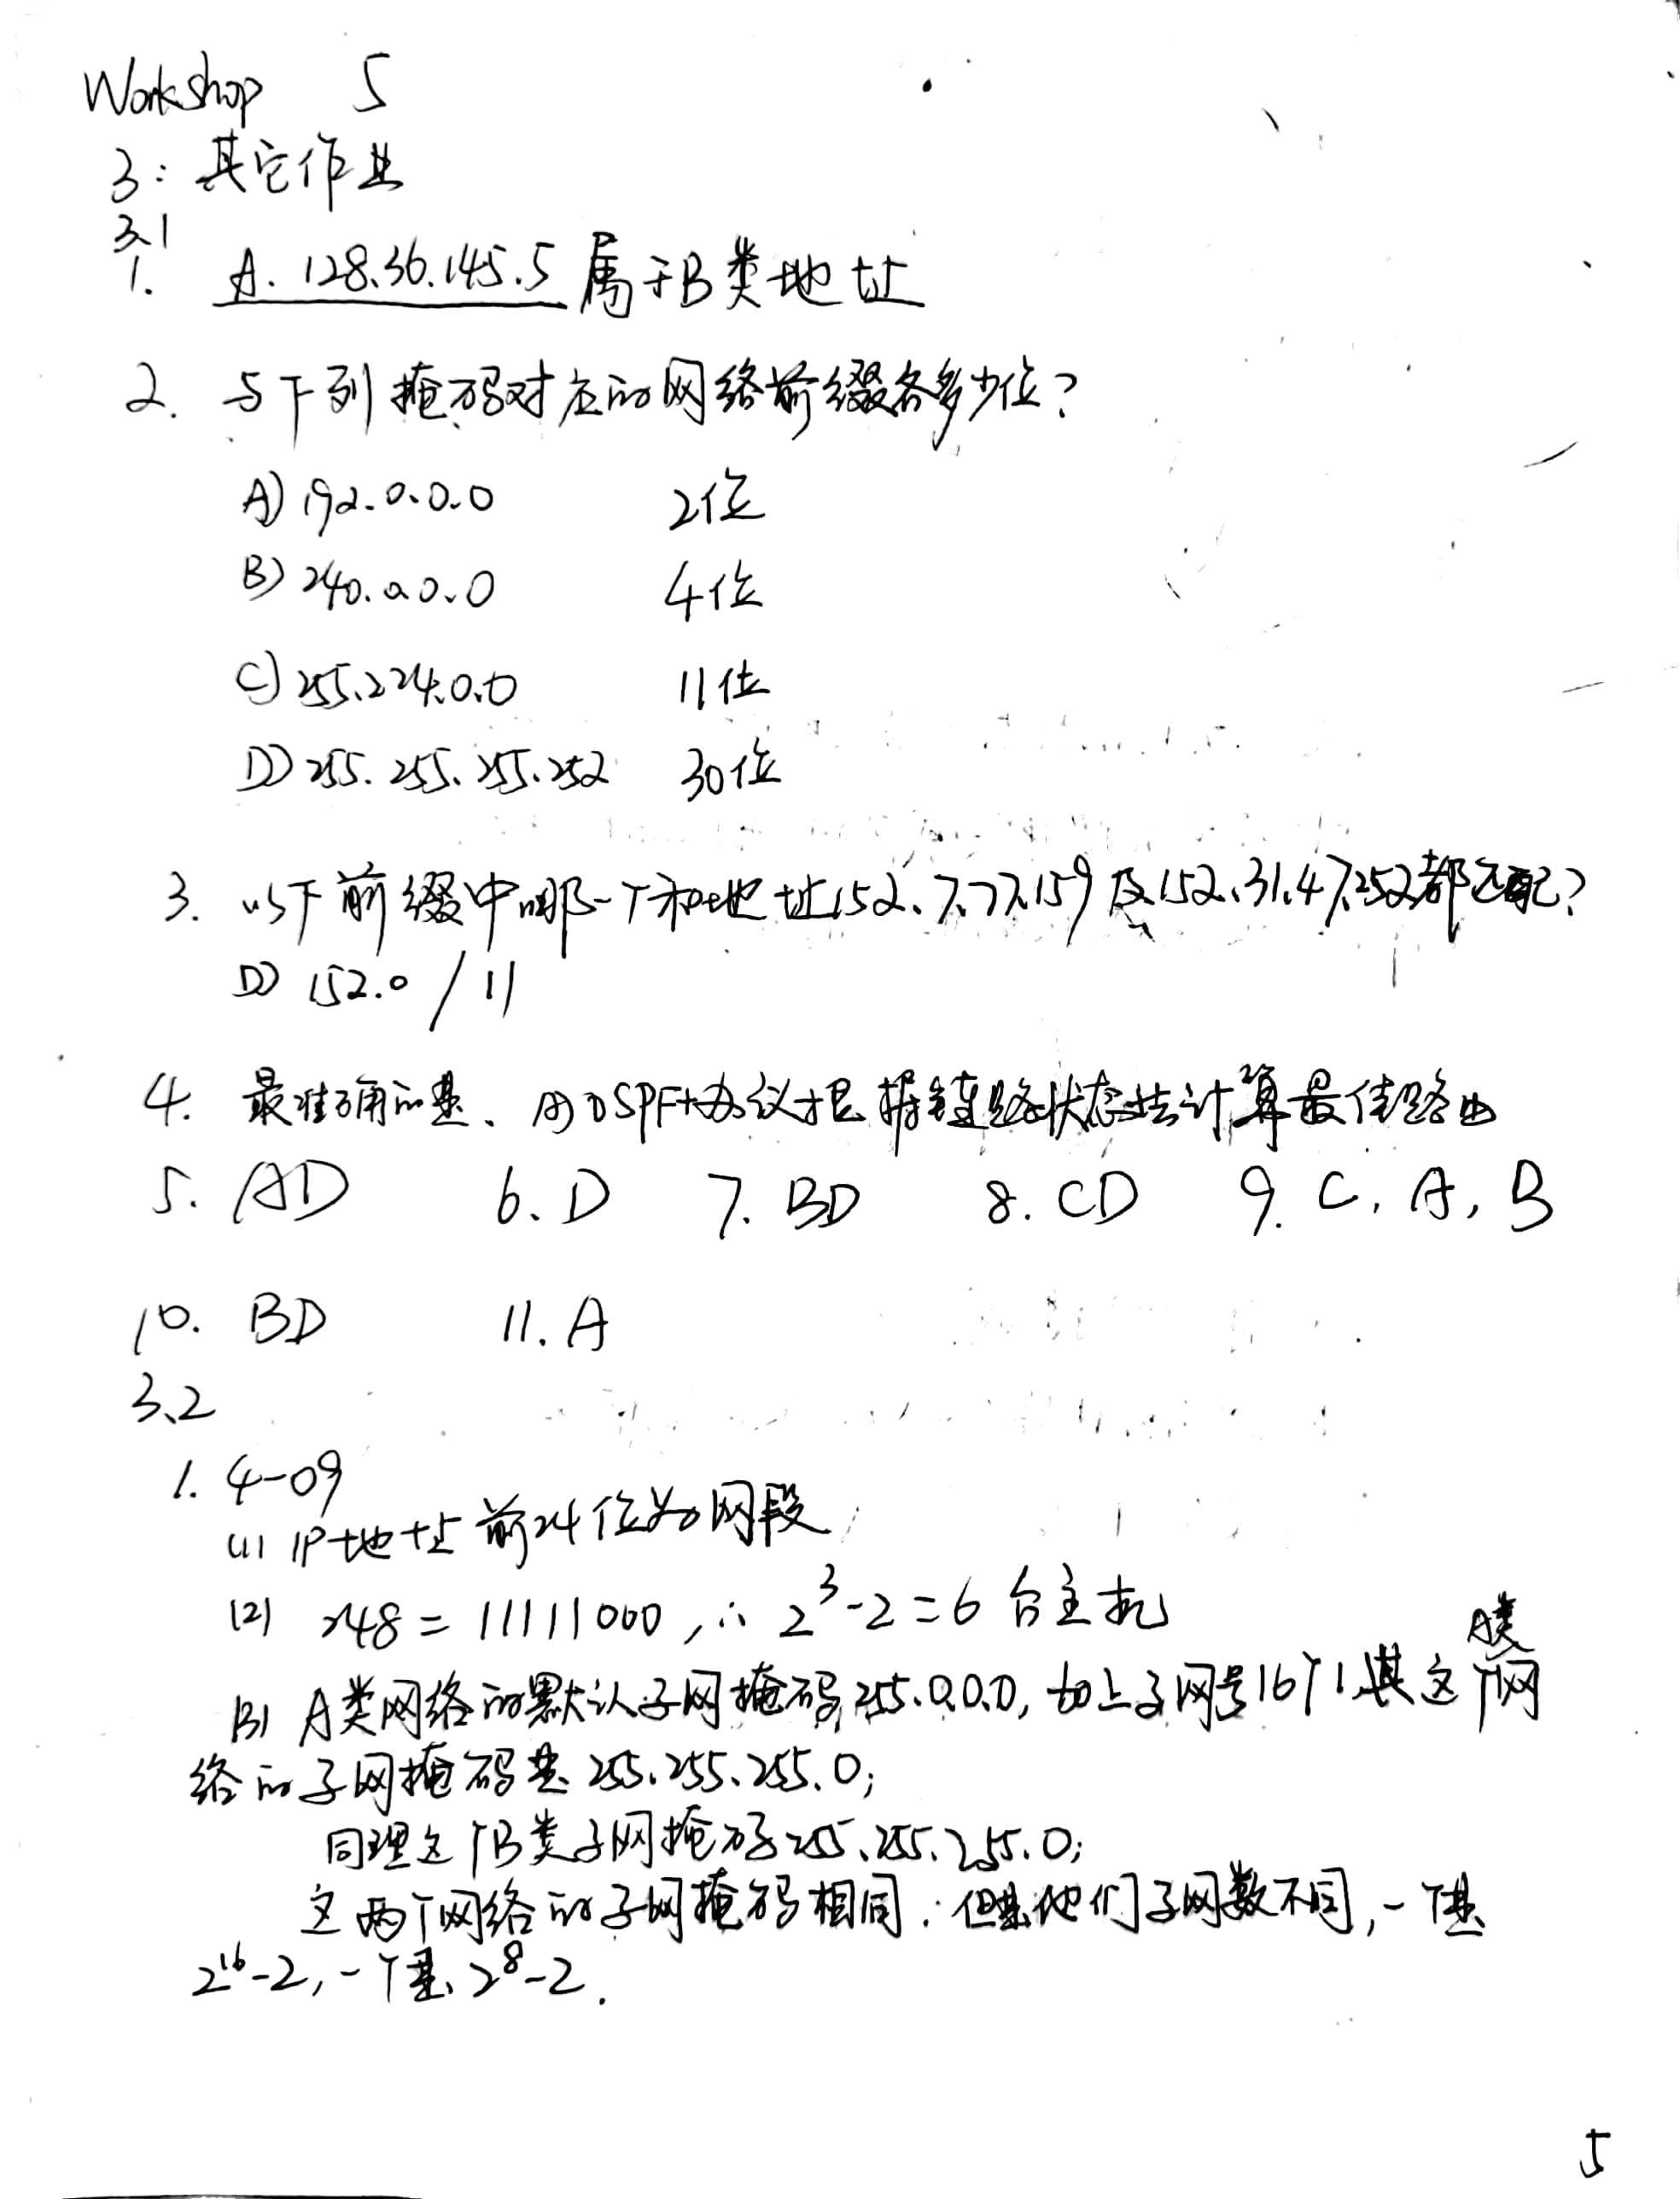 Workshop 5
3: 其它作业
3.1
1. A. 128.36.145.5 属于B类地址
2. 与下列掩码对应的网络前缀各多少位?
A) 192.0.0.0 2位
B) 240.0.0.0 4位
C) 255.224.0.0 11位
D) 255.255.255.252 30位
3. 以下前缀中哪一个和地址152.7.77.159及152.31.47.252都匹配?
D) 152.0 / 11
4. 最准确的是、A) OSPF协议根据链路状态法计算最佳路由
5. AD 6. D 7. BD 8. CD 9. C, A, B
10. BD 11. A
3.2
1. 4-09
(1) IP地址前24位为网段
(2) 248 = 11111000, ∴ 2³-2=6 台主机
(3) A类网络的默认子网掩码255.0.0.0, 加上子网号16个1,其这个A类网
络的子网掩码是255.255.255.0;
同理这个B类子网掩码255.255.255.0;
这两个网络的子网掩码相同.但是他们子网数不同,一个是
2¹⁶-2,一个是、2⁸-2.
5